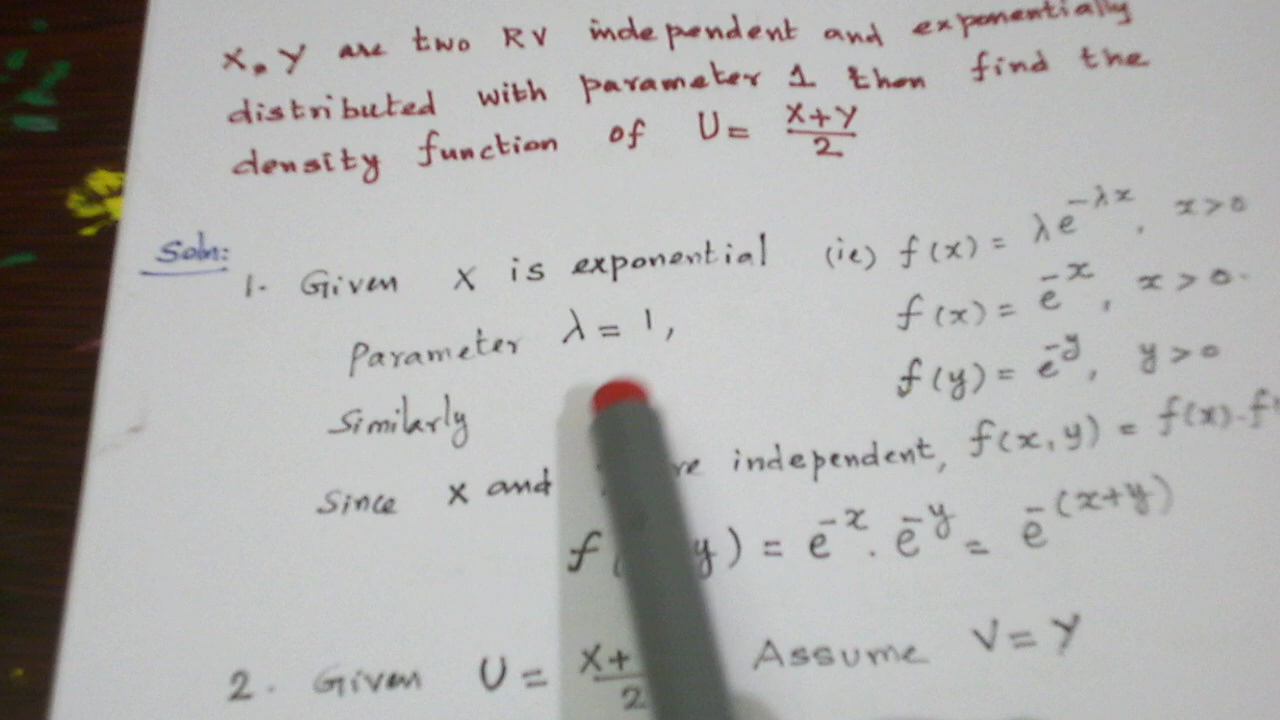 X, Y are two RV independent and exponentially
distributed with parameter 1 then find the
density function of U = X+Y/2
Soln:
1. Given X is exponential (ie) f(x) = λe^-λx, x>0
Parameter λ = 1, f(x) = e^-x, x>0.
Similarly f(y) = e^-y, y>0
Since X and are independent, f(x,y) = f(x).f
f( y) = e^-x . e^-y = e^-(x+y)
2. Given U = X+/2 Assume V = Y